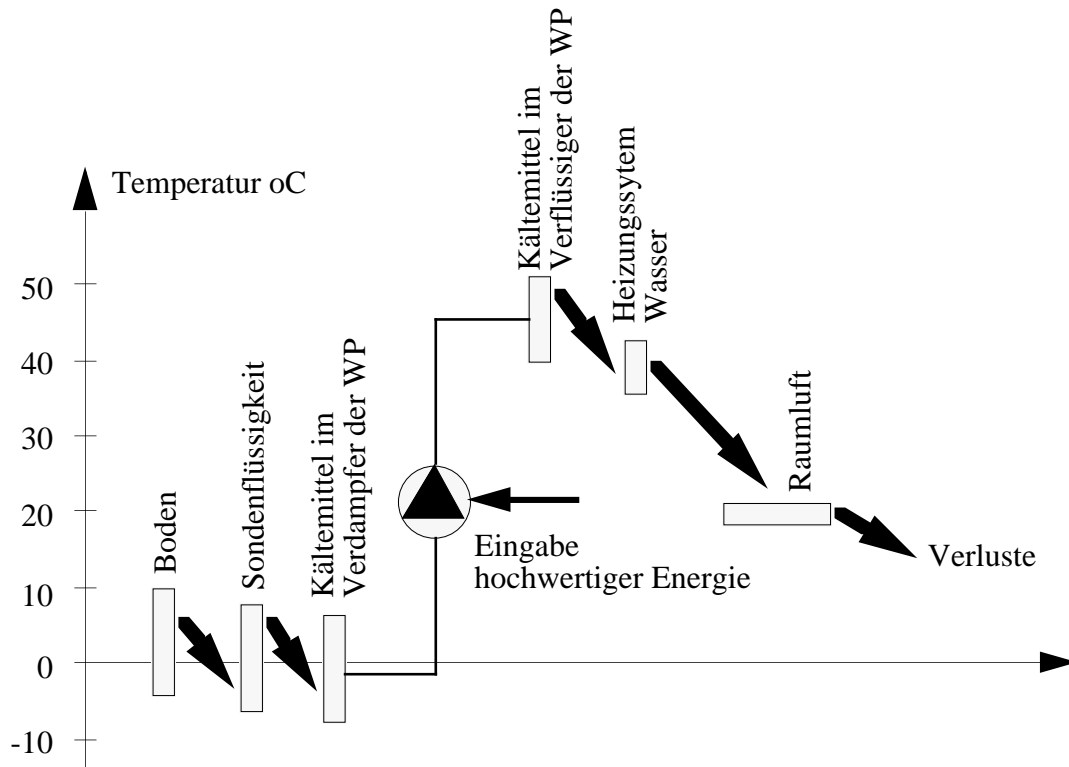 Temperatur oC
50
40
30
20
10
0
-10
Boden
Sondenflüssigkeit
Kältemittel im
Verdampfer der WP
Eingabe
hochwertiger Energie
Kältemittel im
Verflüssiger der WP
Heizungssytem
Wasser
Raumluft
Verluste